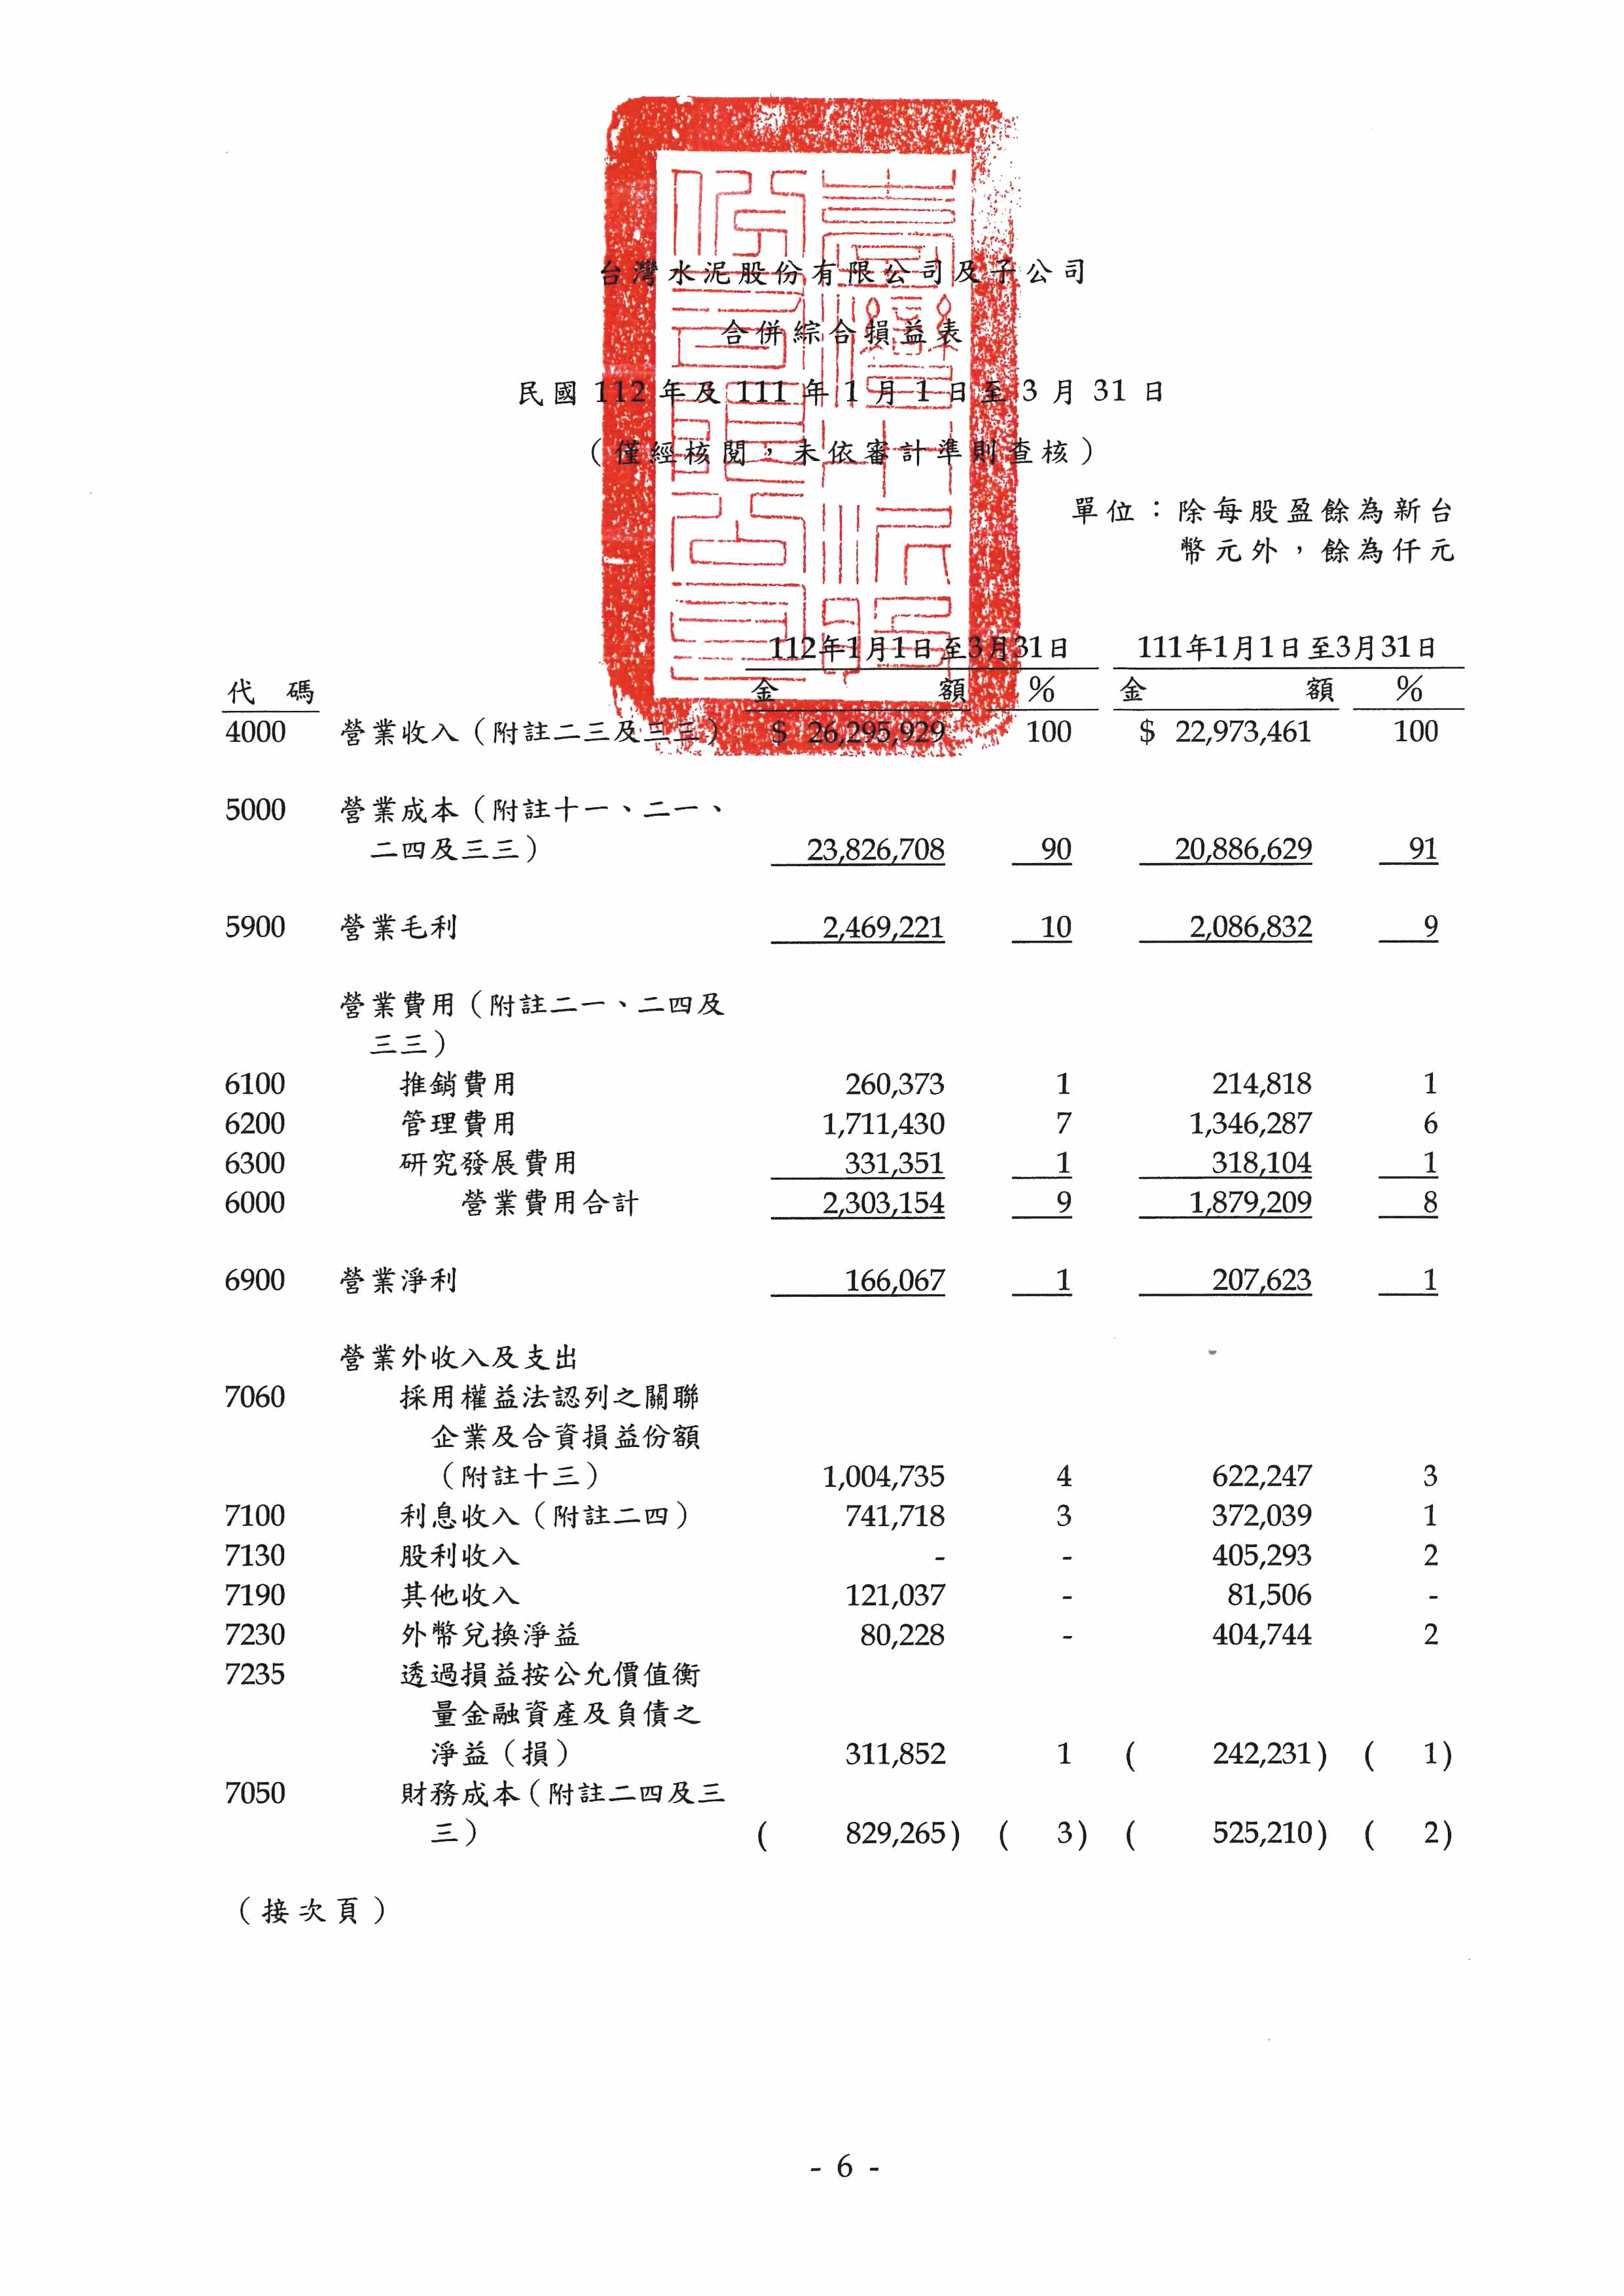 台灣水泥股份有限公司及子公司
合併綜合損益表
民國 112 年及 111 年 1 月 1 日至 3 月 31 日
（僅經核閱，未依審計準則查核）
單位：除每股盈餘為新台
幣元外，餘為仟元
112年1月1日至3月31日 111年1月1日至3月31日
代 碼 金 額 % 金 額 %
4000 營業收入（附註二三及三三） $ 26,295,929 100 $ 22,973,461 100
5000 營業成本（附註十一、二一、
二四及三三） 23,826,708 90 20,886,629 91
5900 營業毛利 2,469,221 10 2,086,832 9
營業費用（附註二一、二四及
三三）
6100 推銷費用 260,373 1 214,818 1
6200 管理費用 1,711,430 7 1,346,287 6
6300 研究發展費用 331,351 1 318,104 1
6000 營業費用合計 2,303,154 9 1,879,209 8
6900 營業淨利 166,067 1 207,623 1
營業外收入及支出
7060 採用權益法認列之關聯
企業及合資損益份額
（附註十三） 1,004,735 4 622,247 3
7100 利息收入（附註二四） 741,718 3 372,039 1
7130 股利收入 - - 405,293 2
7190 其他收入 121,037 - 81,506 -
7230 外幣兌換淨益 80,228 - 404,744 2
7235 透過損益按公允價值衡
量金融資產及負債之
淨益（損） 311,852 1 ( 242,231) ( 1)
7050 財務成本（附註二四及三
三） ( 829,265) ( 3) ( 525,210) ( 2)
（接次頁）
- 6 -